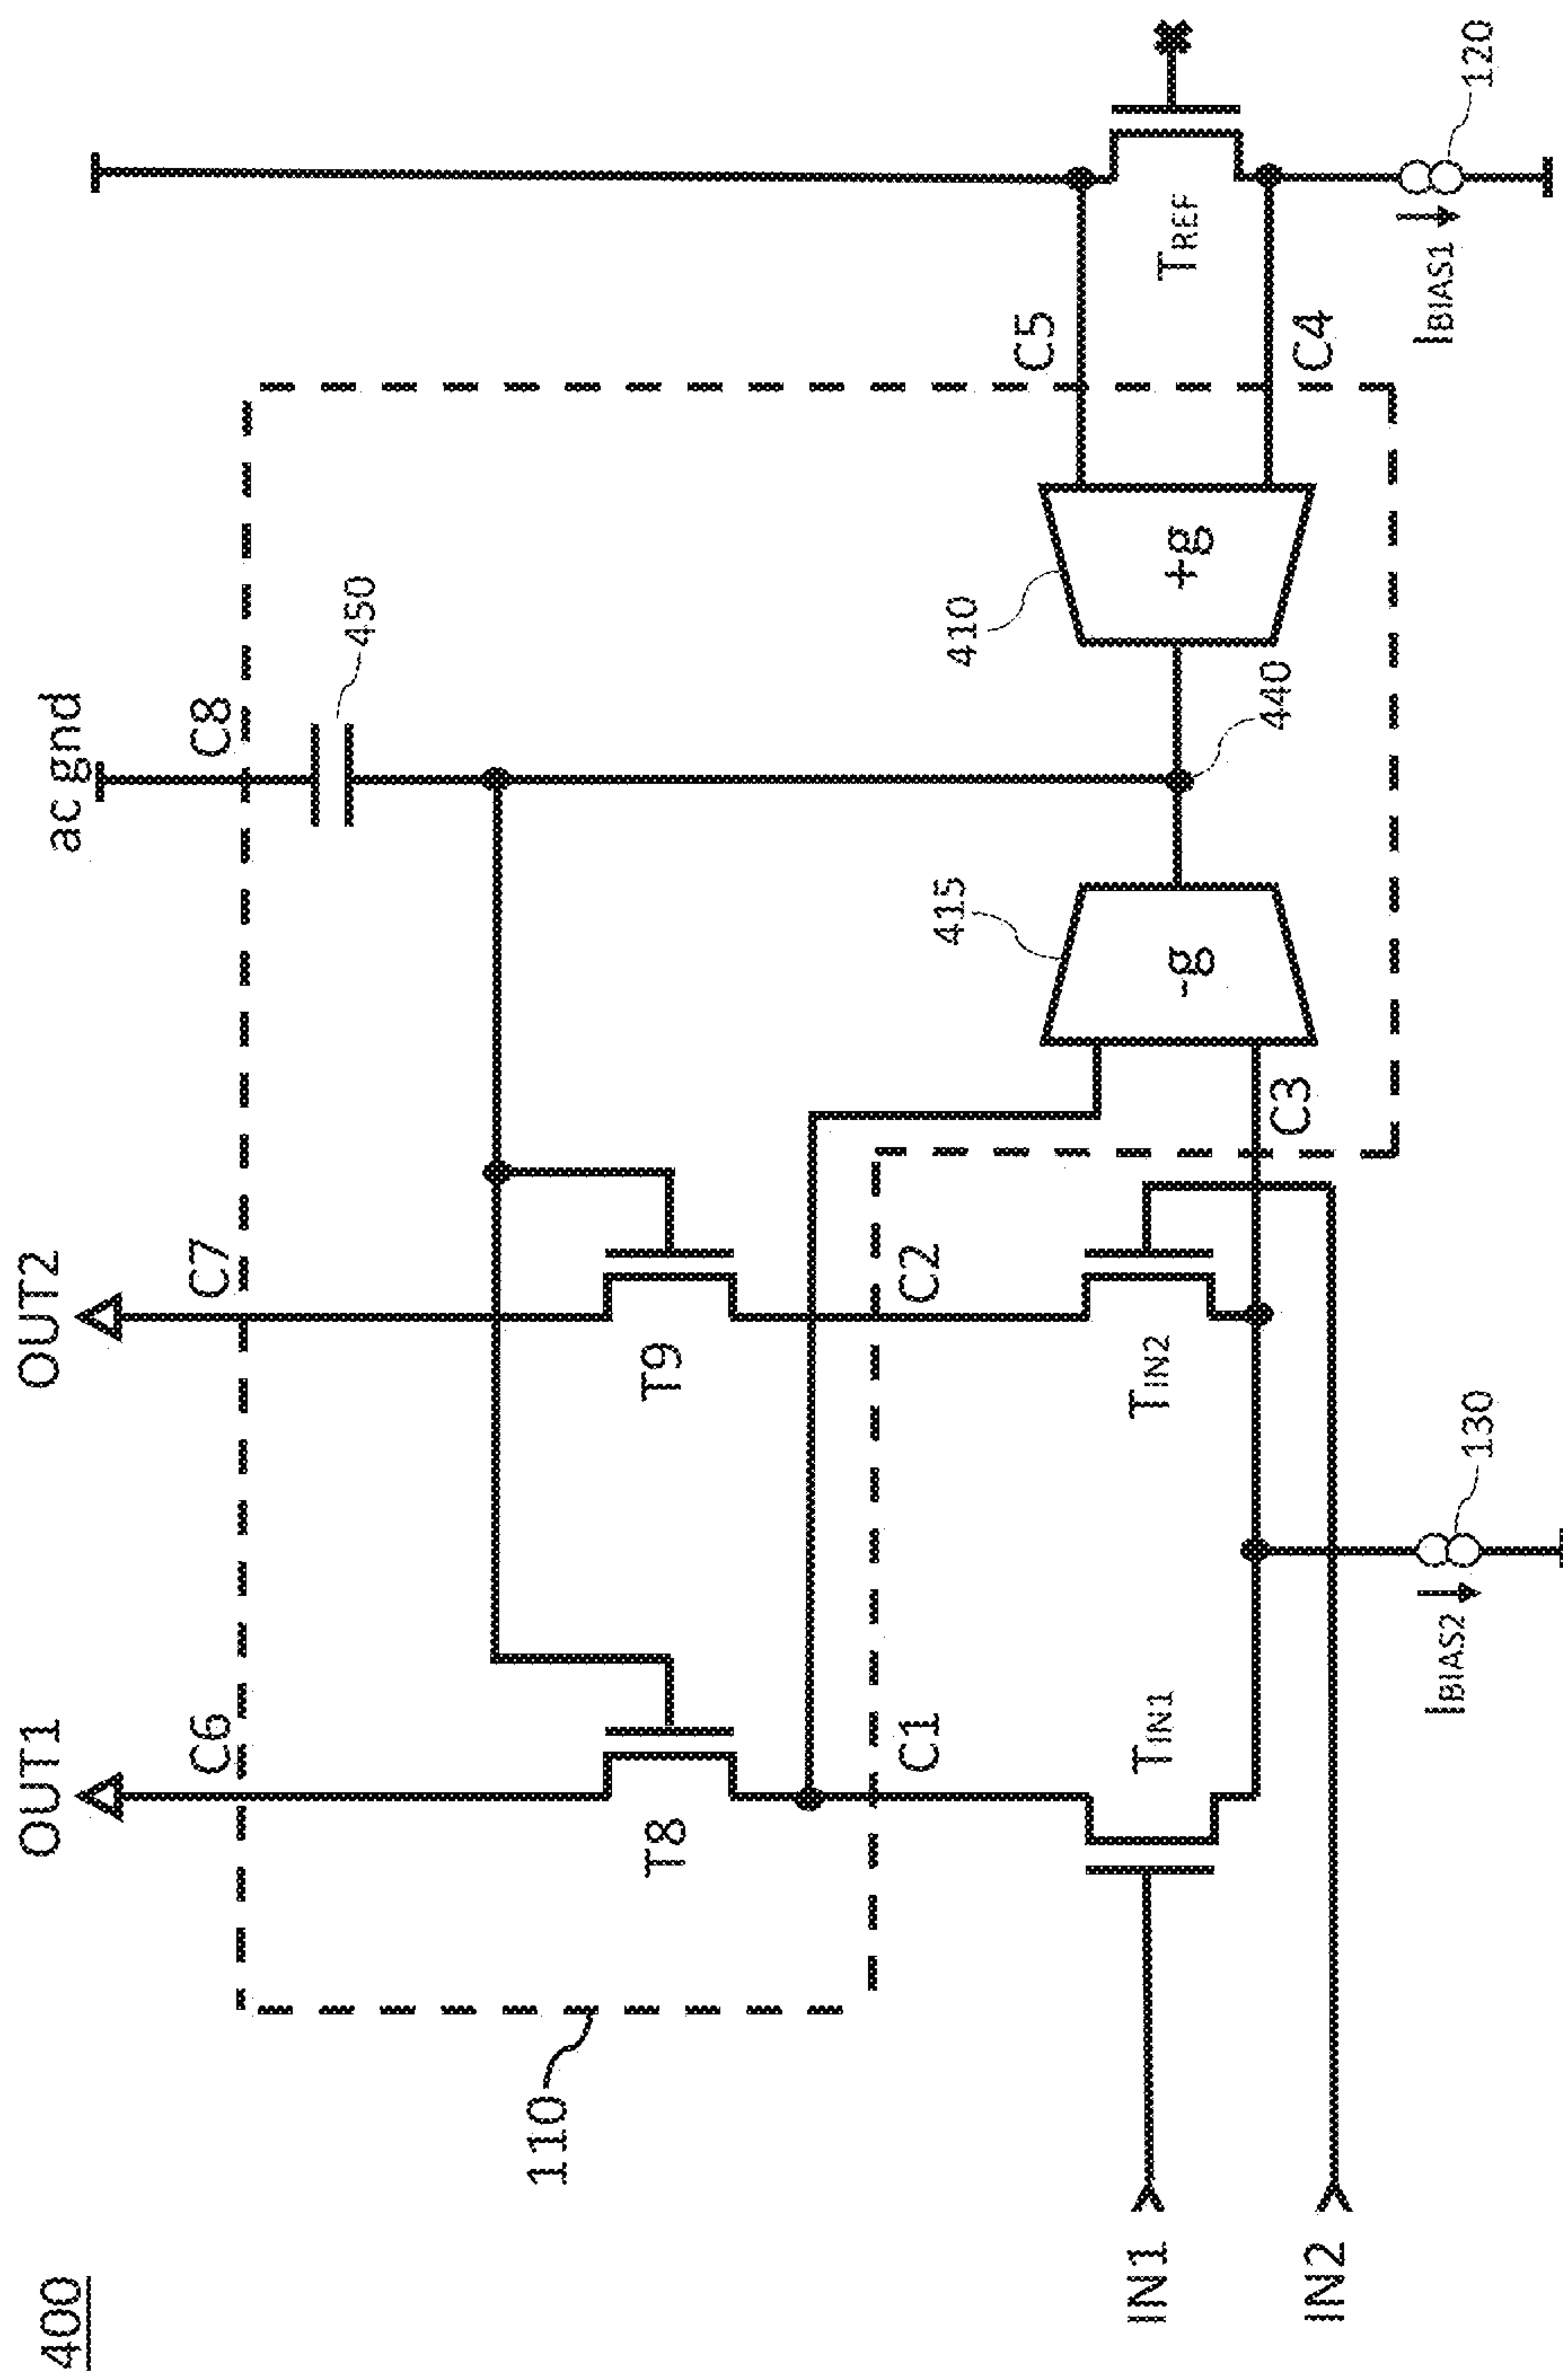 400
OUT1
OUT2
ac gnd
C6
C7
C8
450
110
T8
T9
C1
C2
415
410
C5
-g
+g
440
TIN1
TIN2
TREF
IN1
IN2
C3
C4
IBIAS2
130
IBIAS1
120